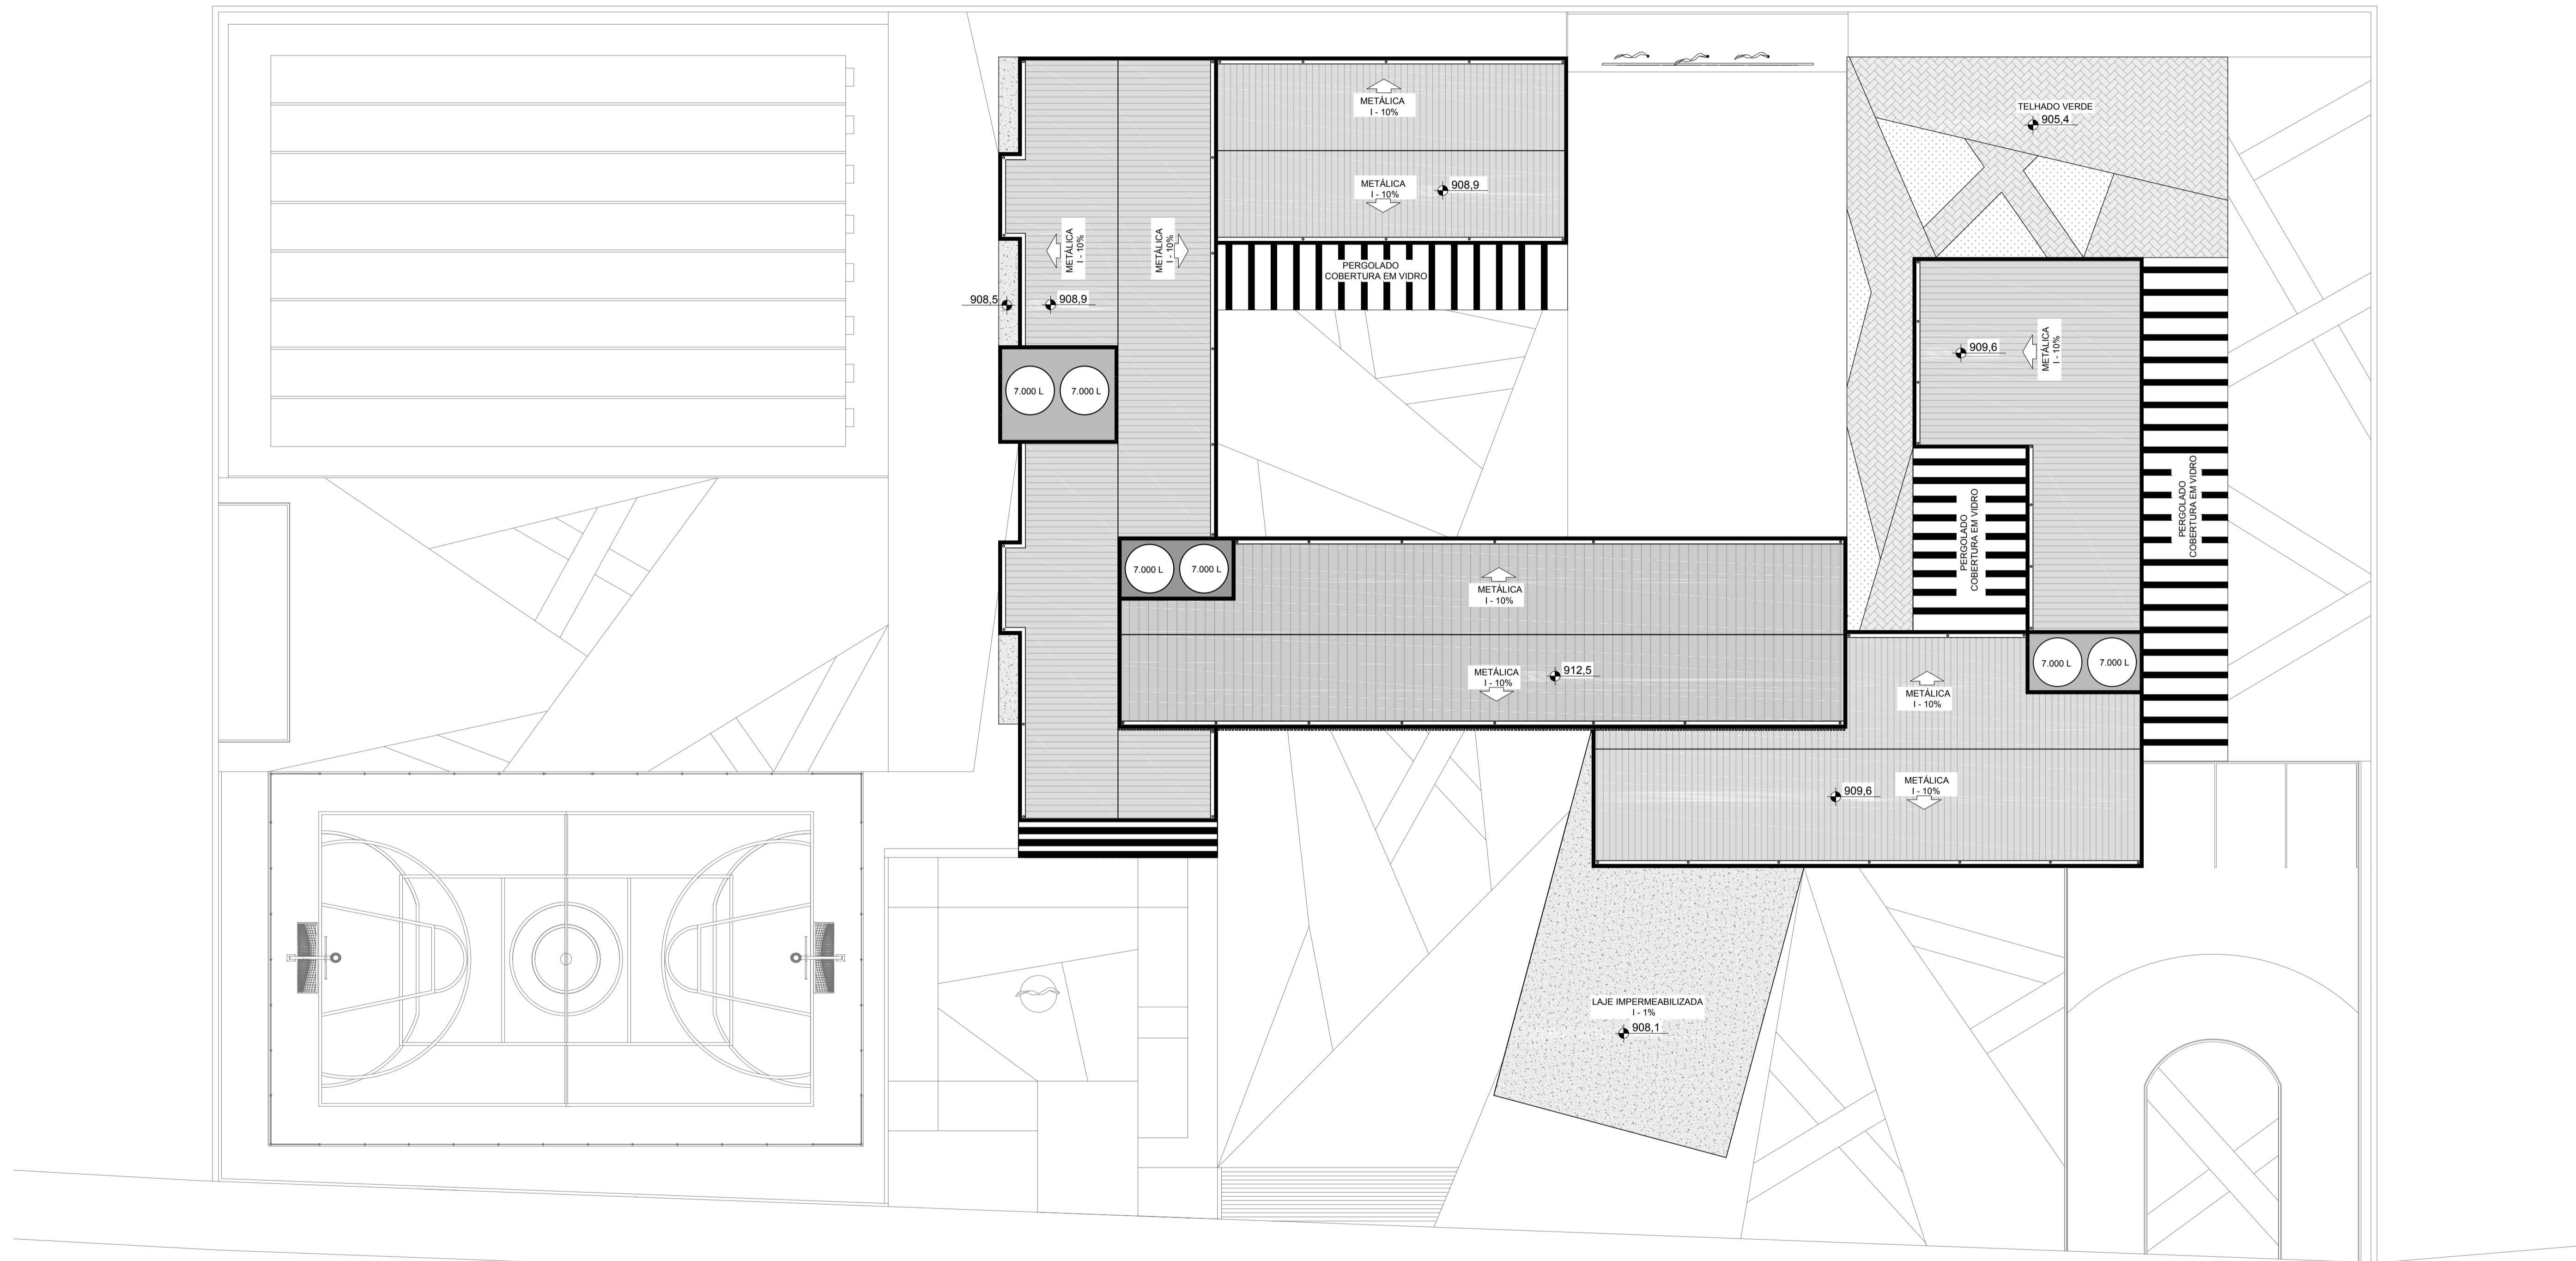 METÁLICA
I - 10%
METÁLICA
I - 10%
908,9
PERGOLADO
COBERTURA EM VIDRO
METÁLICA
I - 10%
METÁLICA
I - 10%
908,5
908,9
7.000 L
7.000 L
TELHADO VERDE
905,4
909,6
METÁLICA
I - 10%
PERGOLADO
COBERTURA EM VIDRO
PERGOLADO
COBERTURA EM VIDRO
7.000 L
7.000 L
METÁLICA
I - 10%
METÁLICA
I - 10%
912,5
7.000 L
7.000 L
METÁLICA
I - 10%
METÁLICA
I - 10%
909,6
LAJE IMPERMEABILIZADA
I - 1%
908,1